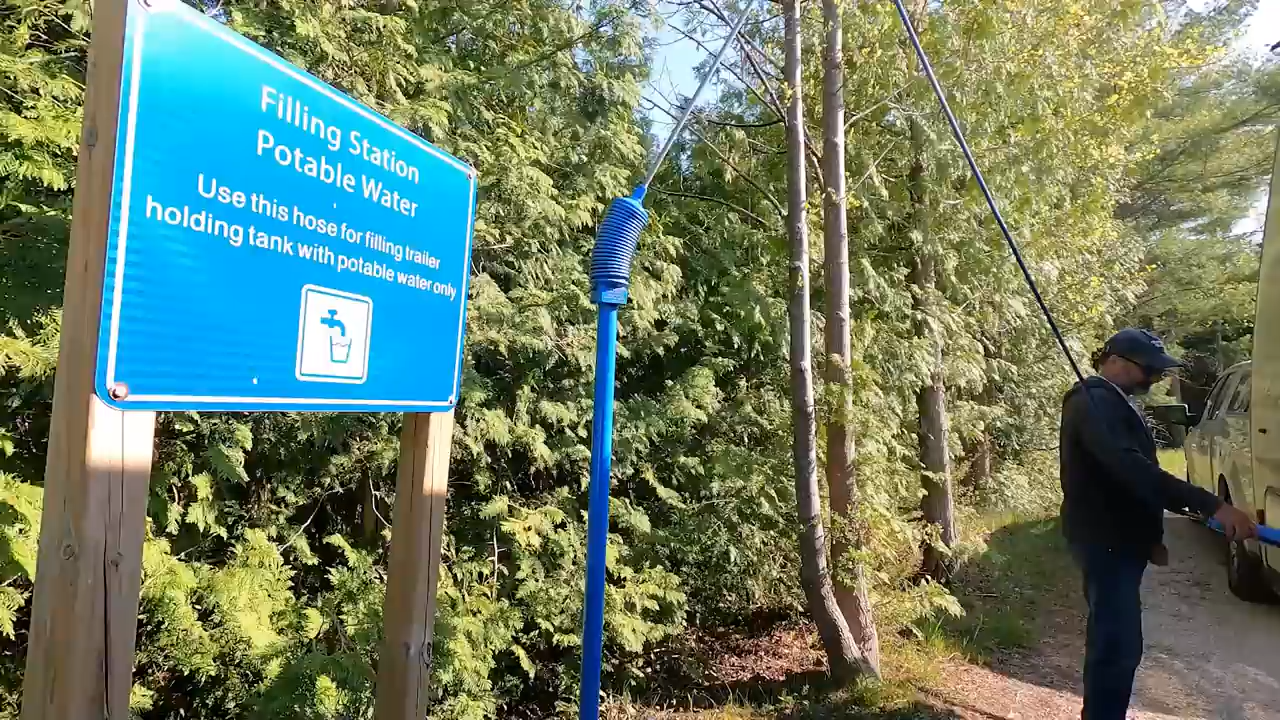 Filling Station
Potable Water
Use this hose for filling trailer
holding tank with potable water only